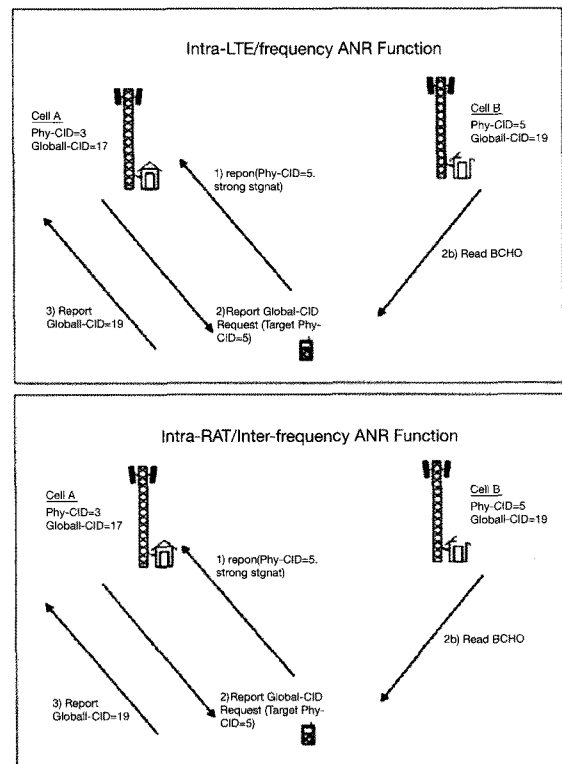 Intra-LTE/frequency ANR Function
Cell A
Phy-CID=3
Globall-CID=17
Cell B
Phy-CID=5
Globall-CID=19
1) repon(Phy-CID=5.
strong stgnat)
2b) Read BCHO
3) Report
Globall-CID=19
2)Report Global-CID
Request (Target Phy-
CID=5)
Intra-RAT/Inter-frequency ANR Function
Cell A
Phy-CID=3
Globall-CID=17
Cell B
Phy-CID=5
Globall-CID=19
1) repon(Phy-CID=5.
strong stgnat)
2b) Read BCHO
3) Report
Globall-CID=19
2)Report Global-CID
Request (Target Phy-
CID=5)